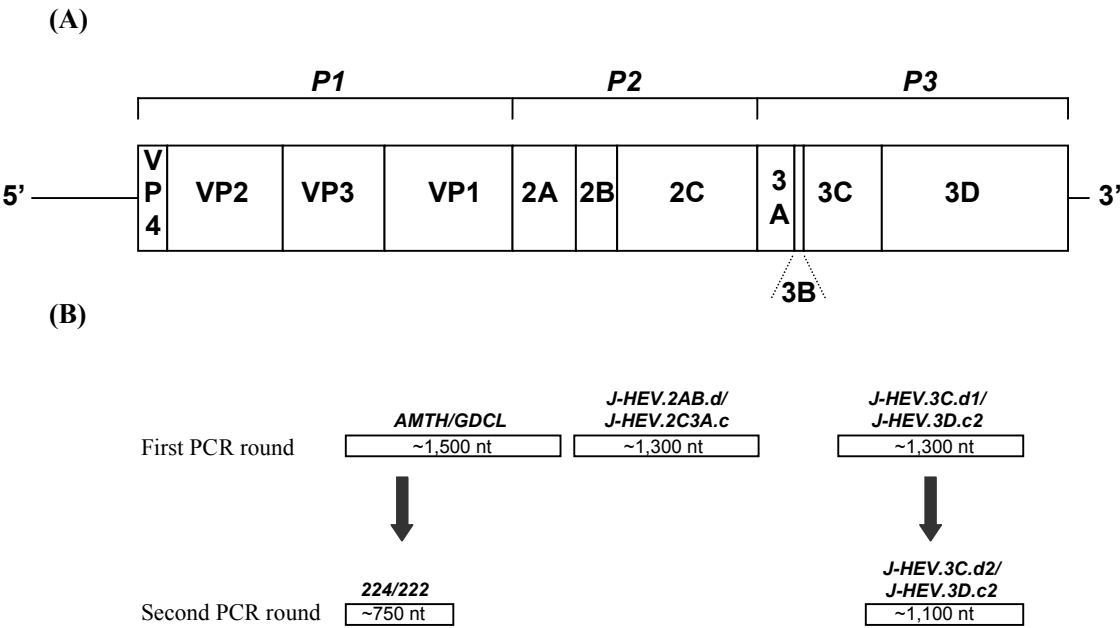 (A)
P1 P2 P3
5’ VP4 VP2 VP3 VP1 2A 2B 2C 3A 3C 3D 3’
3B
(B)
J-HEV.2AB.d/ J-HEV.3C.d1/
AMTH/GDCL J-HEV.2C3A.c J-HEV.3D.c2
First PCR round ~1,500 nt ~1,300 nt ~1,300 nt
J-HEV.3C.d2/
224/222 J-HEV.3D.c2
Second PCR round ~750 nt ~1,100 nt